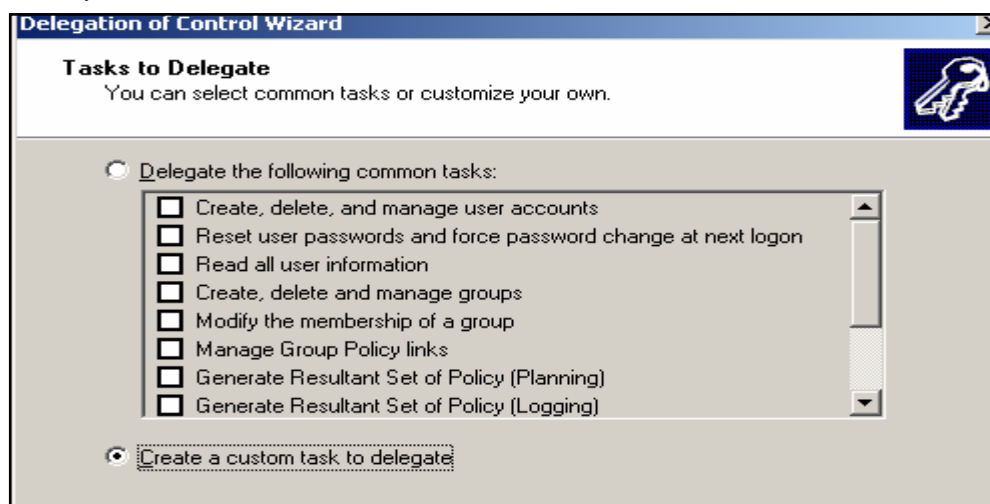 Delegation of Control Wizard
Tasks to Delegate
You can select common tasks or customize your own.
Delegate the following common tasks:
Create, delete, and manage user accounts
Reset user passwords and force password change at next logon
Read all user information
Create, delete and manage groups
Modify the membership of a group
Manage Group Policy links
Generate Resultant Set of Policy (Planning)
Generate Resultant Set of Policy (Logging)
Create a custom task to delegate